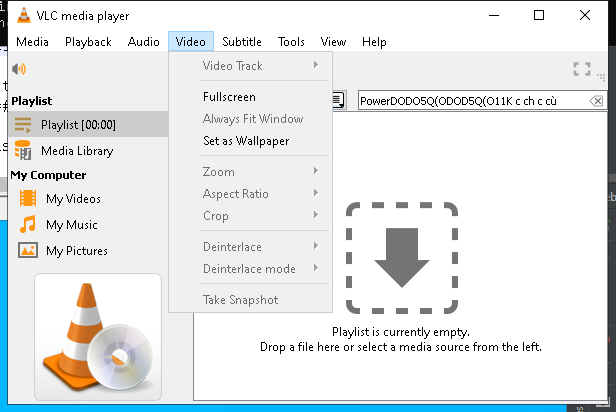 VLC media player
Media Playback Audio Video Subtitle Tools View Help
Video Track
Fullscreen
Always Fit Window
Set as Wallpaper
Zoom
Aspect Ratio
Crop
Deinterlace
Deinterlace mode
Take Snapshot
PowerDODO5Q(ODOD5Q(O11K c ch c cù
Playlist
Playlist [00:00]
Media Library
My Computer
My Videos
My Music
My Pictures
Playlist is currently empty.
Drop a file here or select a media source from the left.